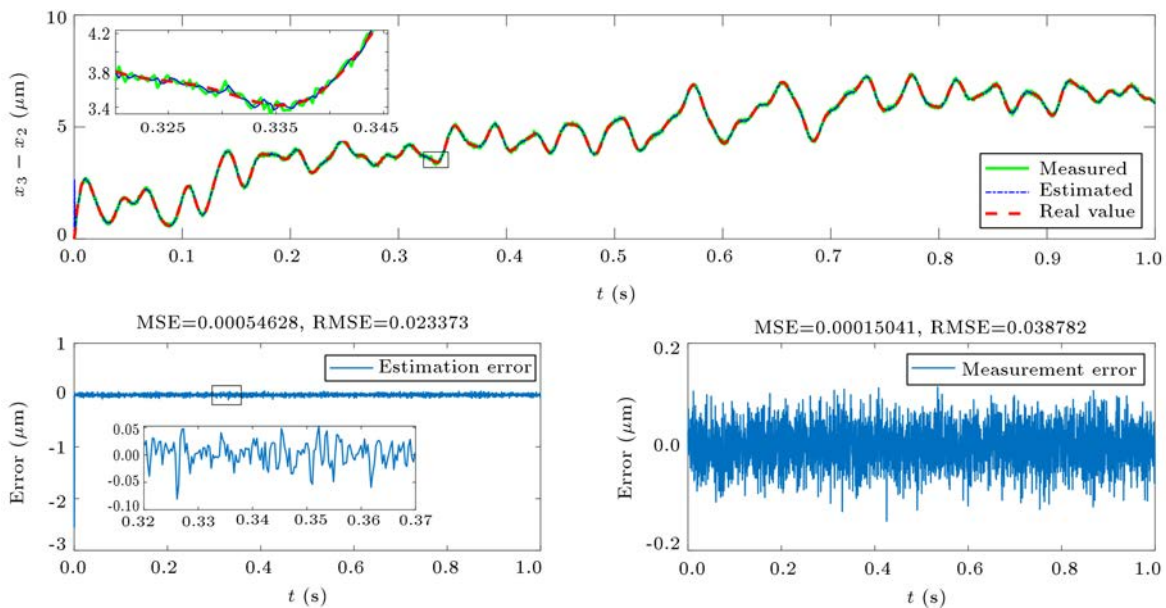 10
5
0
x₃ − x₂ (μm)
4.2
3.8
3.4
0.325 0.335 0.345
Measured
Estimated
Real value
0.0 0.1 0.2 0.3 0.4 0.5 0.6 0.7 0.8 0.9 1.0
t (s)
MSE=0.00054628, RMSE=0.023373
1
0
-1
-2
-3
Error (μm)
Estimation error
0.05
0.00
-0.05
-0.10
0.32 0.33 0.34 0.35 0.36 0.37
0.0 0.2 0.4 0.6 0.8 1.0
t (s)
MSE=0.00015041, RMSE=0.038782
0.2
0.0
-0.2
Error (μm)
Measurement error
0.0 0.2 0.4 0.6 0.8 1.0
t (s)